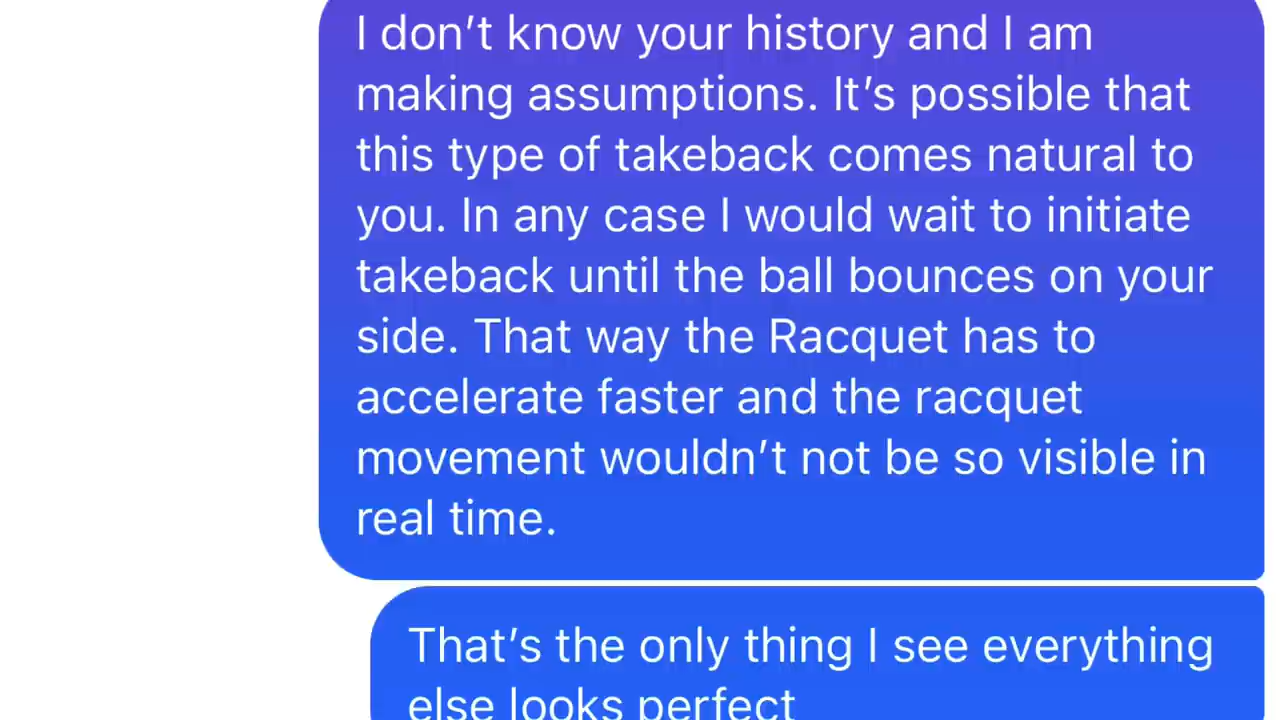 I don’t know your history and I am
making assumptions. It’s possible that
this type of takeback comes natural to
you. In any case I would wait to initiate
takeback until the ball bounces on your
side. That way the Racquet has to
accelerate faster and the racquet
movement wouldn’t not be so visible in
real time.
That’s the only thing I see everything
else looks perfect